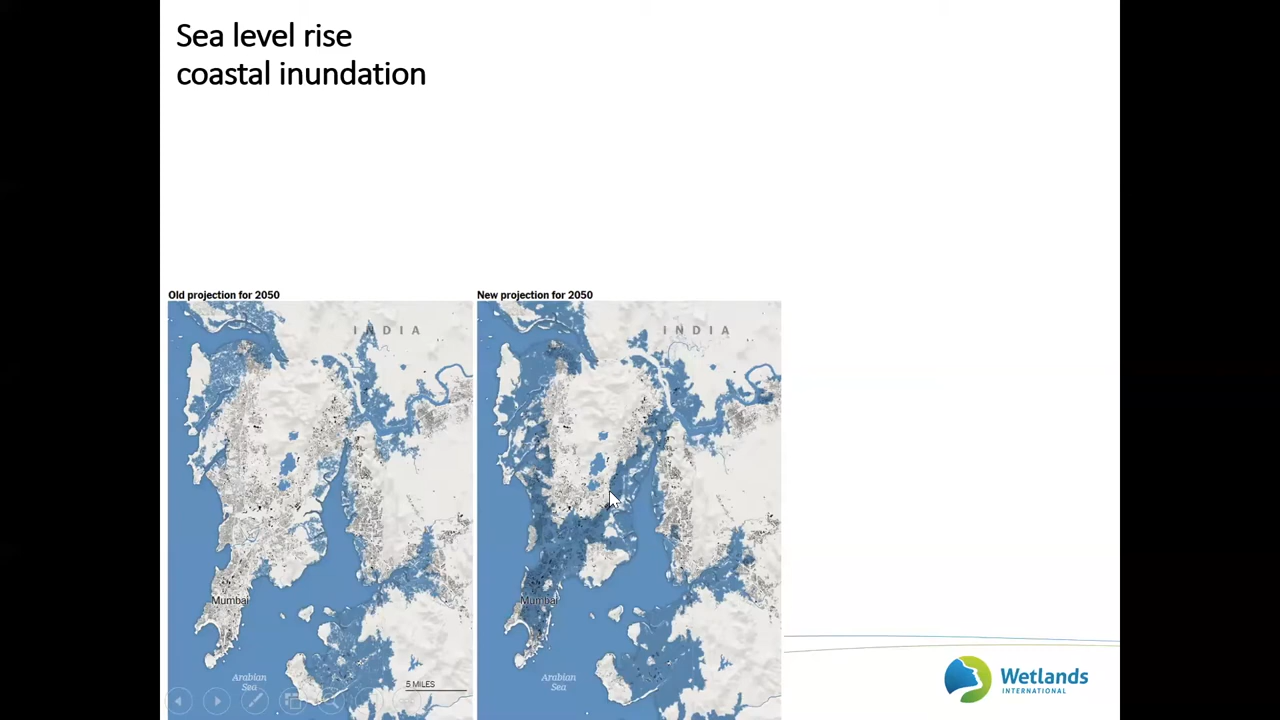 Sea level rise
coastal inundation
Old projection for 2050
New projection for 2050
INDIA
INDIA
Mumbai
Mumbai
Arabian
Sea
5 MILES
Arabian
Sea
Wetlands
INTERNATIONAL